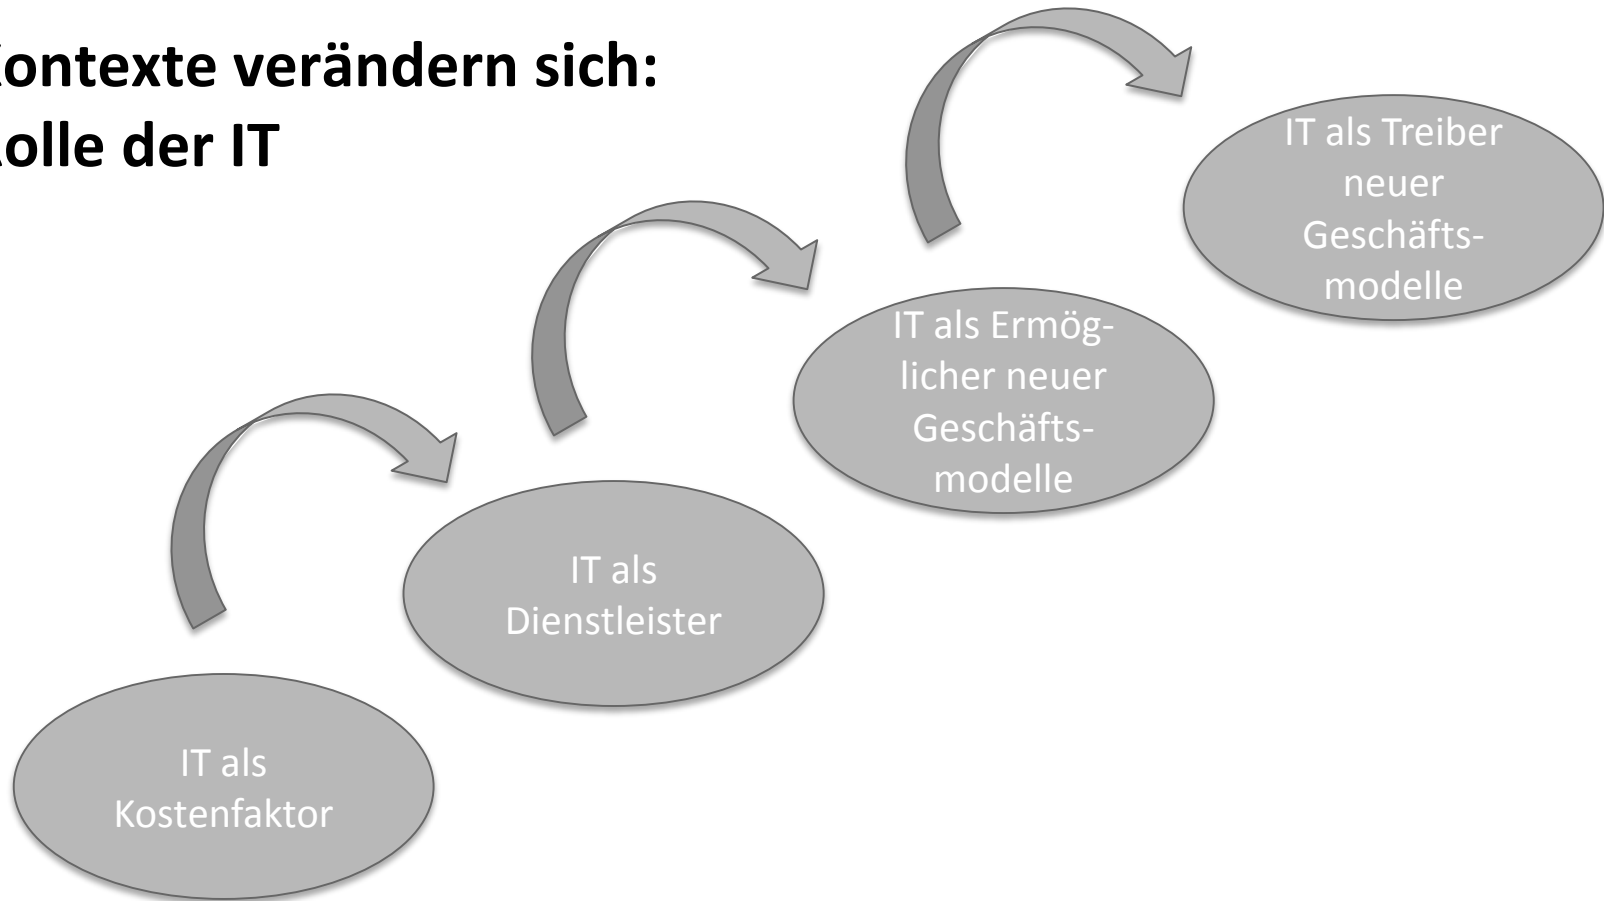 ontexte verändern sich:
olle der IT
IT als Treiber
neuer
Geschäfts-
modelle
IT als Ermög-
licher neuer
Geschäfts-
modelle
IT als
Dienstleister
IT als
Kostenfaktor